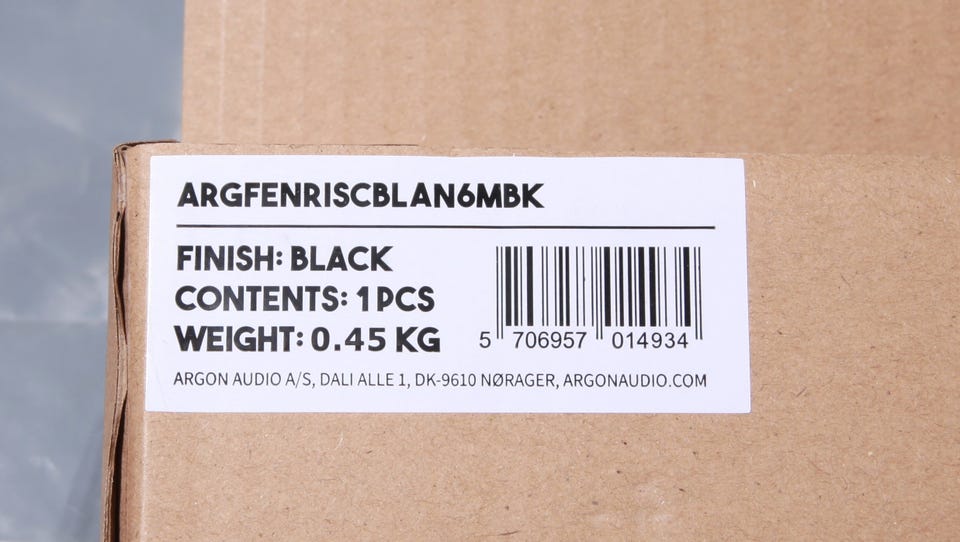 ARGFENRISCBLAN6MBK
FINISH: BLACK
CONTENTS: 1 PCS
WEIGHT: 0.45 KG
5 706957 014934
ARGON AUDIO A/S, DALI ALLE 1, DK-9610 NØRAGER, ARGONAUDIO.COM